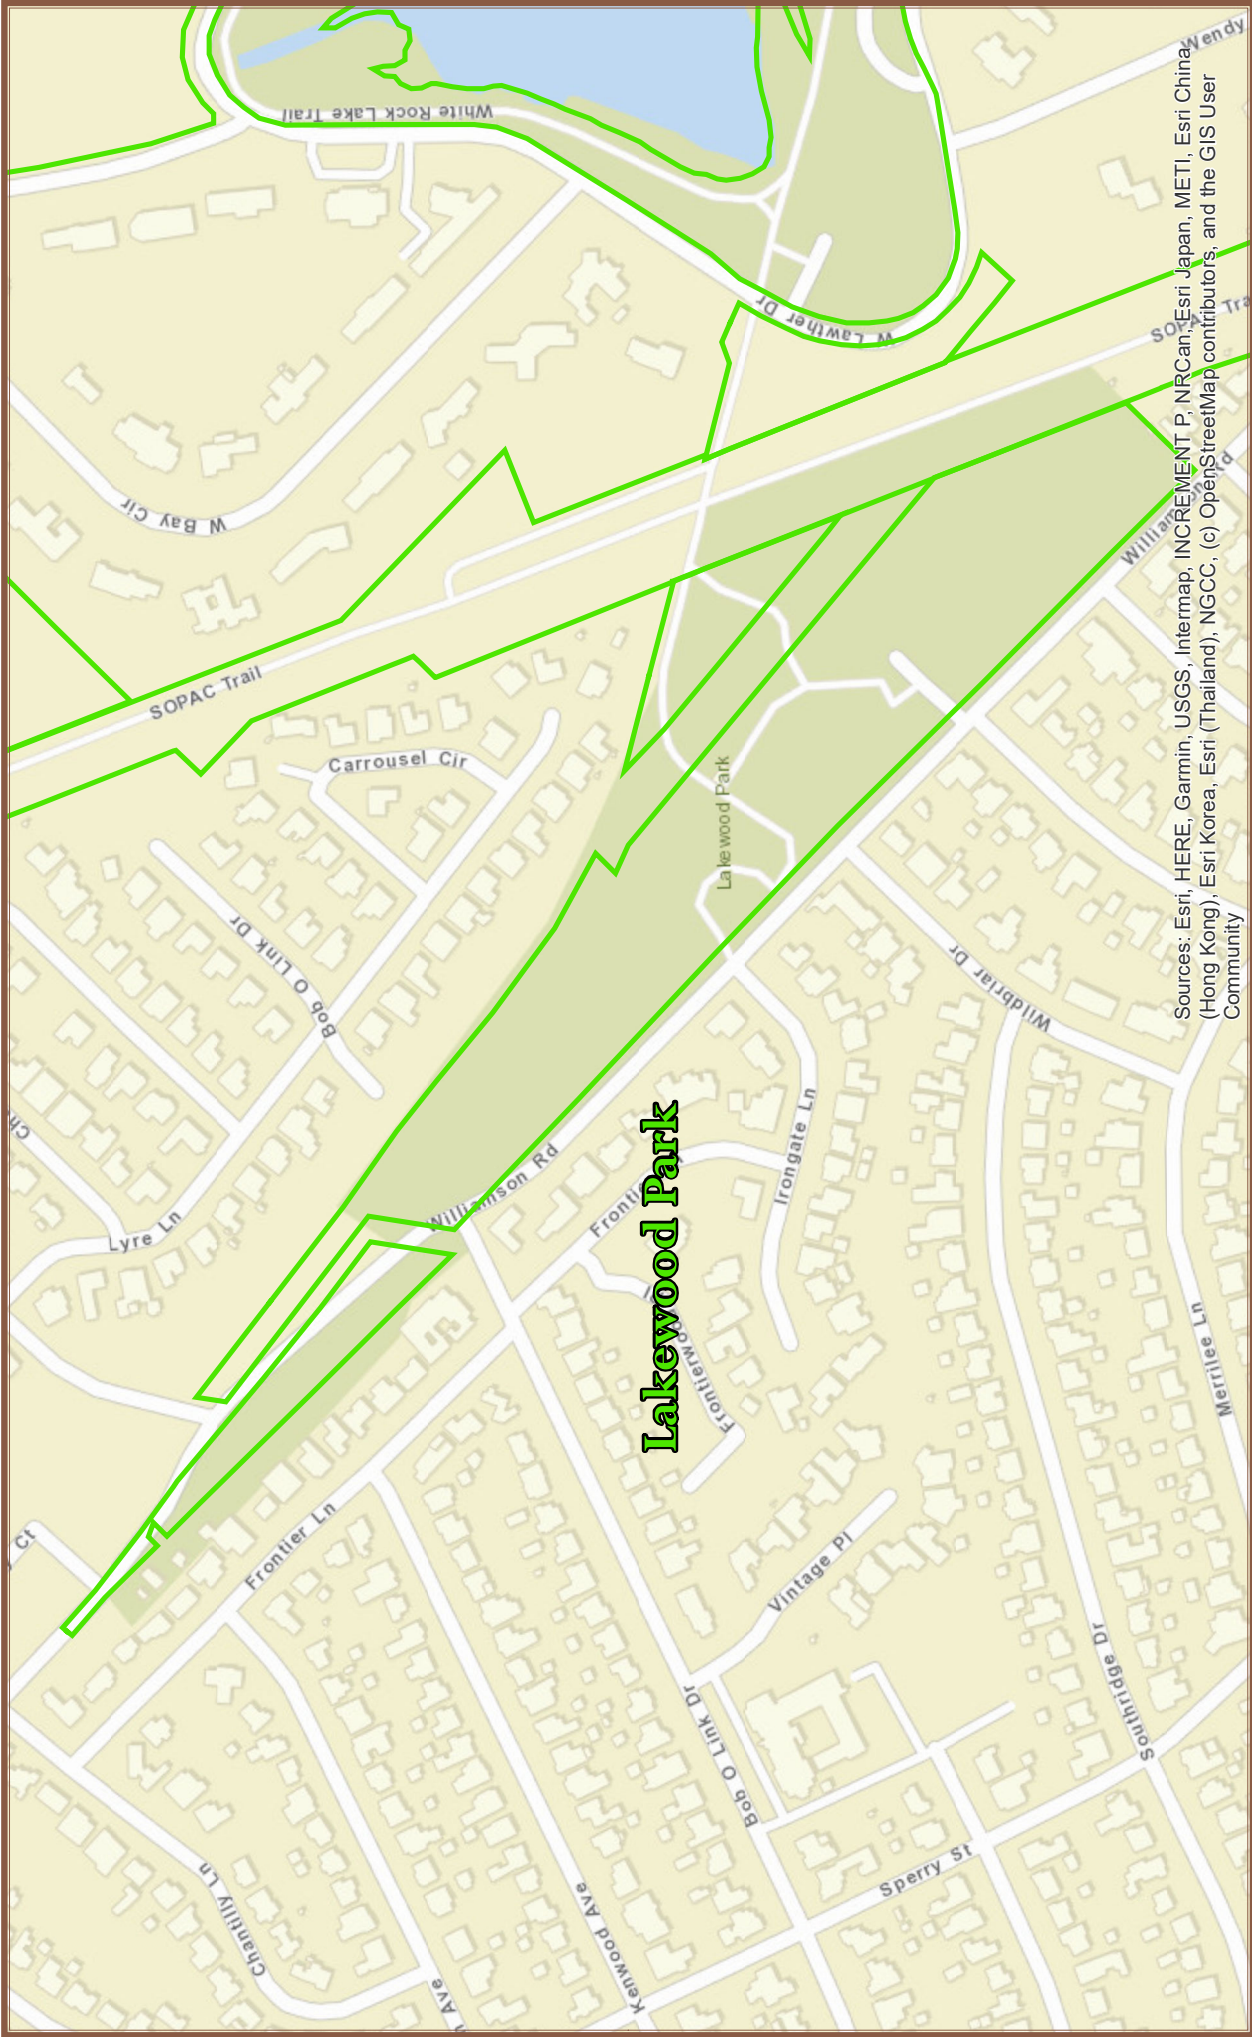 Wendy
White Rock Lake Trail
W Lawther Dr
SOPAC Tra
W Bay Cir
SOPAC Trail
Williamson Rd
Carrousel Cir
Lakewood Park
Bob O Link Dr
Wildbriar Dr
Lyre Ln
Williamson Rd
Irongate Ln
Lakewood Park
Merrilee Ln
Frontier Ln
Vintage Pl
Ct
Southridge Dr
Bob O Link Dr
Sperry St
Chantilly Ln
Kenwood Ave
Ave
Sources: Esri, HERE, Garmin, USGS, Intermap, INCREMENT P, NRCan, Esri Japan, METI, Esri China
(Hong Kong), Esri Korea, Esri (Thailand), NGCC, (c) OpenStreetMap contributors, and the GIS User
Community